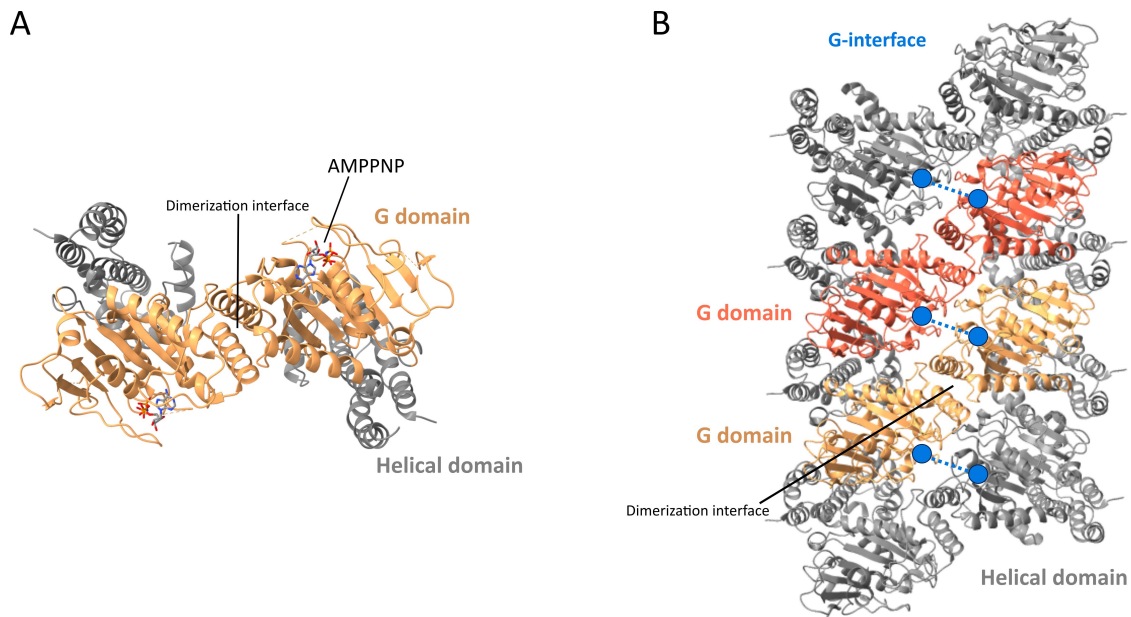 A
AMPPNP
Dimerization interface
G domain
Helical domain
B
G-interface
G domain
G domain
Dimerization interface
Helical domain